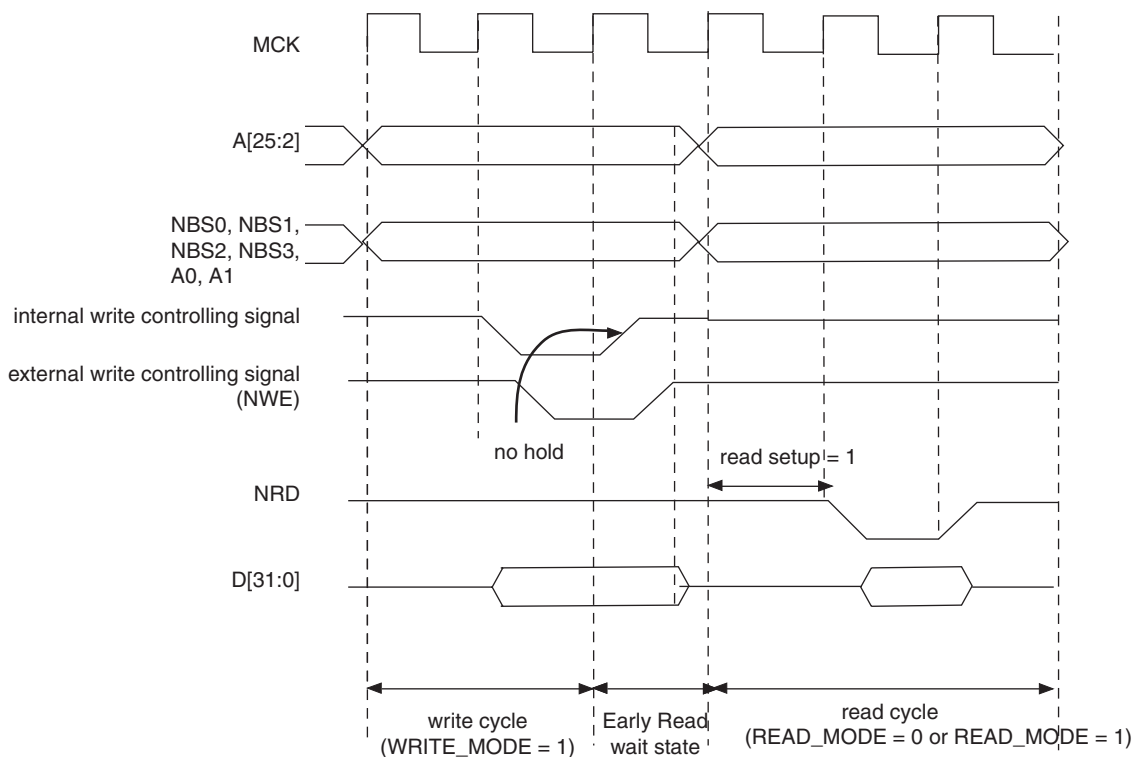 MCK
A[25:2]
NBS0, NBS1,
NBS2, NBS3,
A0, A1
internal write controlling signal
external write controlling signal
(NWE)
no hold
read setup = 1
NRD
D[31:0]
write cycle
(WRITE_MODE = 1)
Early Read
wait state
read cycle
(READ_MODE = 0 or READ_MODE = 1)